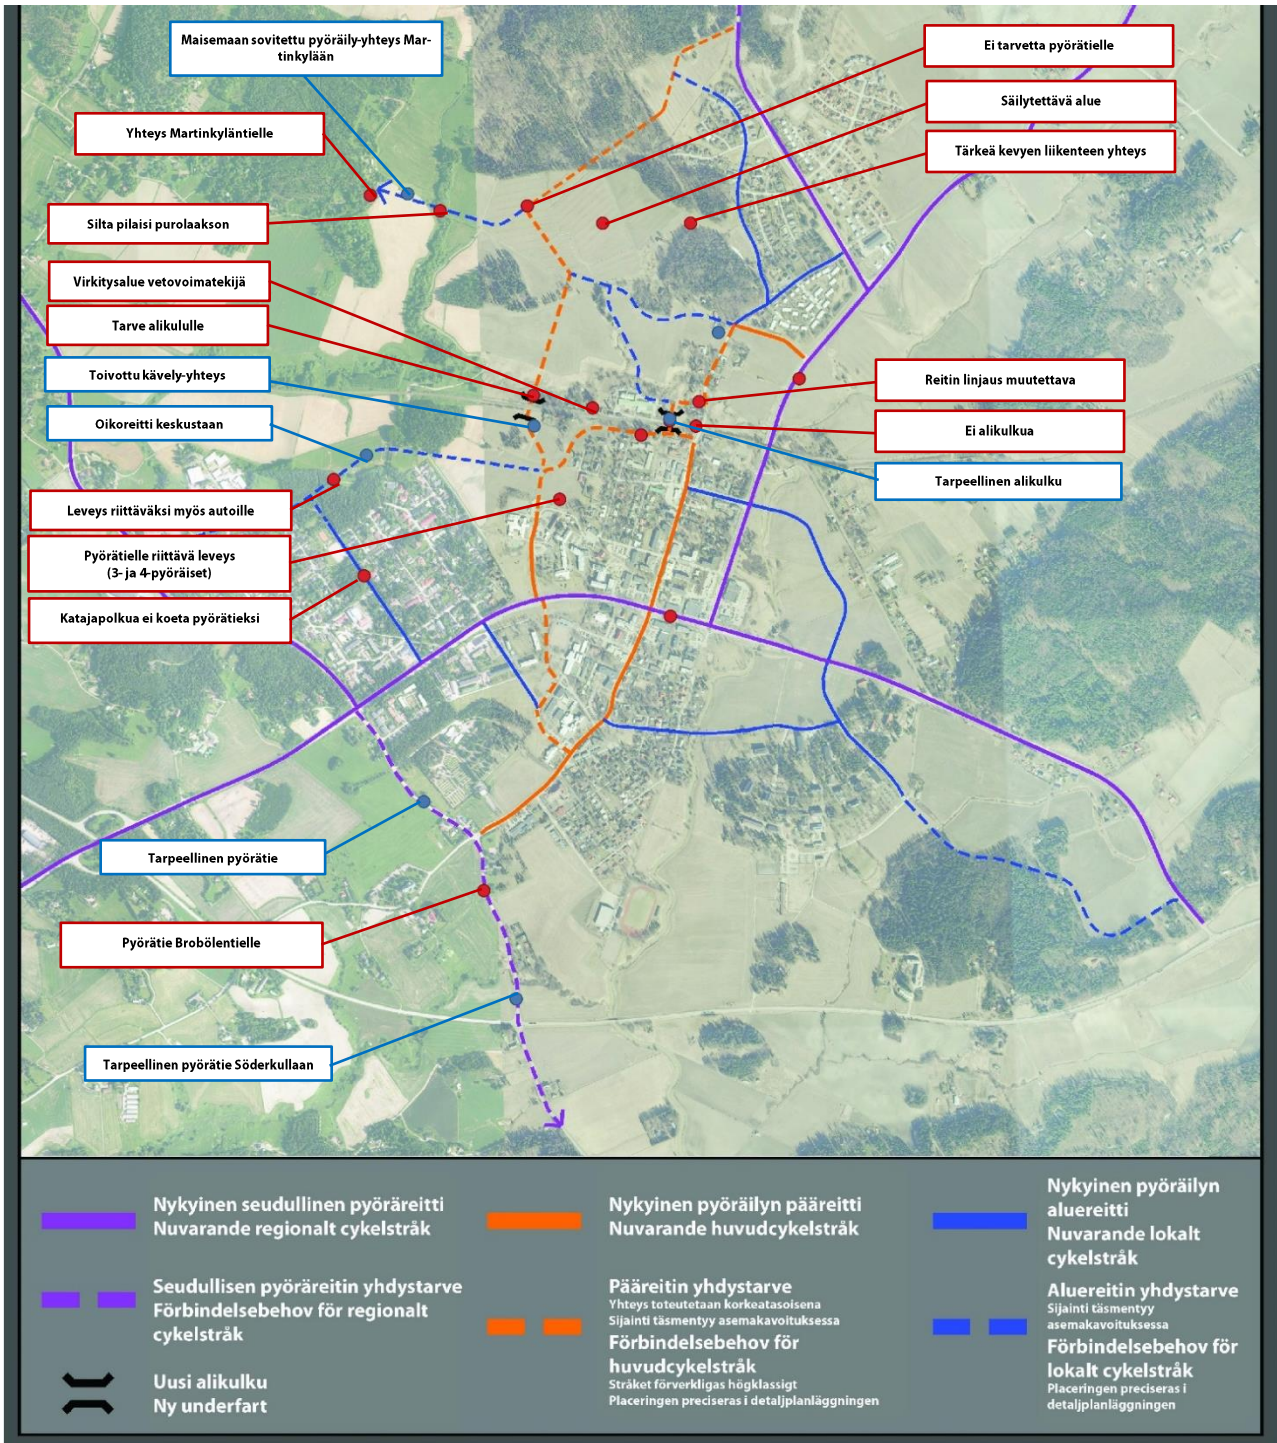 Maisemaan sovitettu pyöräily-yhteys Mar-
tinkylään
Yhteys Martinkyläntielle
Silta pilaisi purolaakson
Virkitysalue vetovoimatekijä
Tarve alikululle
Toivottu kävely-yhteys
Oikoreitti keskustaan
Leveys riittäväksi myös autoille
Pyörätielle riittävä leveys
(3- ja 4-pyöräiset)
Katajapolkua ei koeta pyörätieksi
Tarpeellinen pyörätie
Pyörätie Brobölentielle
Tarpeellinen pyörätie Söderkullaan
Ei tarvetta pyörätielle
Säilytettävä alue
Tärkeä kevyen liikenteen yhteys
Reitin linjaus muutettava
Ei alikulkua
Tarpeellinen alikulku
Nykyinen seudullinen pyöräreitti
Nuvarande regionalt cykelstråk
Seudullisen pyöräreitin yhdystarve
Förbindelsebehov för regionalt
cykelstråk
Uusi alikulku
Ny underfart
Nykyinen pyöräilyn pääreitti
Nuvarande huvudcykelstråk
Pääreitin yhdystarve
Yhteys toteutetaan korkeatasoisena
Sijainti täsmentyy asemakavoituksessa
Förbindelsebehov för
huvudcykelstråk
Stråket förverkligas högklassigt
Placeringen preciseras i detaljplanläggningen
Nykyinen pyöräilyn
aluereitti
Nuvarande lokalt
cykelstråk
Aluereitin yhdystarve
Sijainti täsmentyy
asemakavoituksessa
Förbindelsebehov för
lokalt cykelstråk
Placeringen preciseras i
detaljplanläggningen